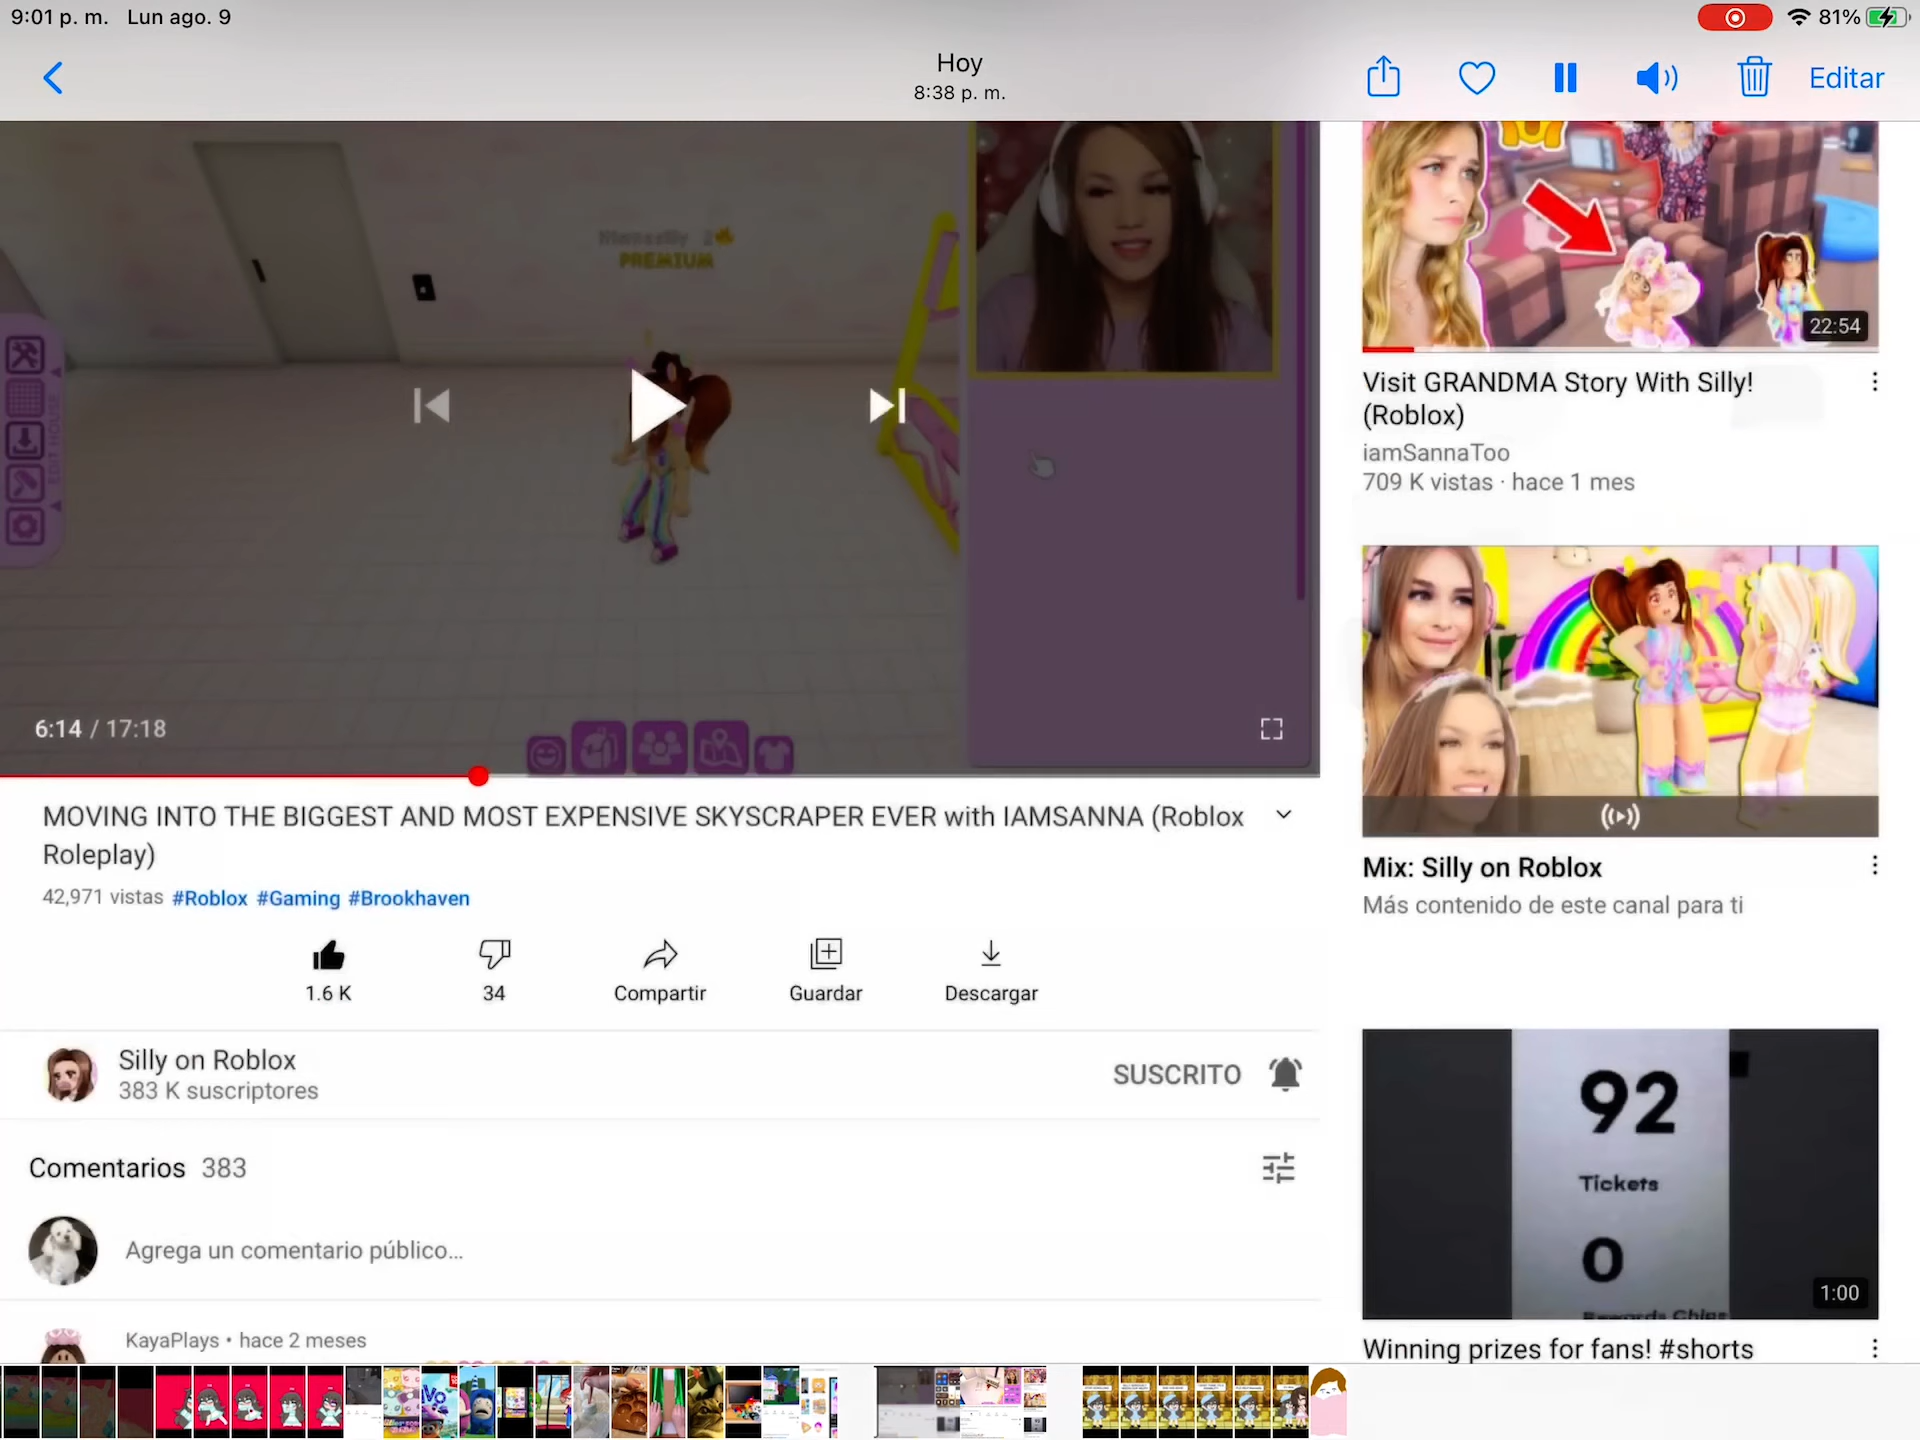 9:01 p. m. Lun ago. 9
81%
Hoy
8:38 p. m.
Editar
PREMIUM
EDIT HOUSE
6:14 / 17:18
MOVING INTO THE BIGGEST AND MOST EXPENSIVE SKYSCRAPER EVER with IAMSANNA (Roblox
Roleplay)
42,971 vistas #Roblox #Gaming #Brookhaven
1.6 K
34
Compartir
Guardar
Descargar
Silly on Roblox
383 K suscriptores
SUSCRITO
Comentarios 383
Agrega un comentario público...
KayaPlays • hace 2 meses
22:54
Visit GRANDMA Story With Silly!
(Roblox)
iamSannaToo
709 K vistas · hace 1 mes
Mix: Silly on Roblox
Más contenido de este canal para ti
92
Tickets
0
Rewards Chips
1:00
Winning prizes for fans! #shorts